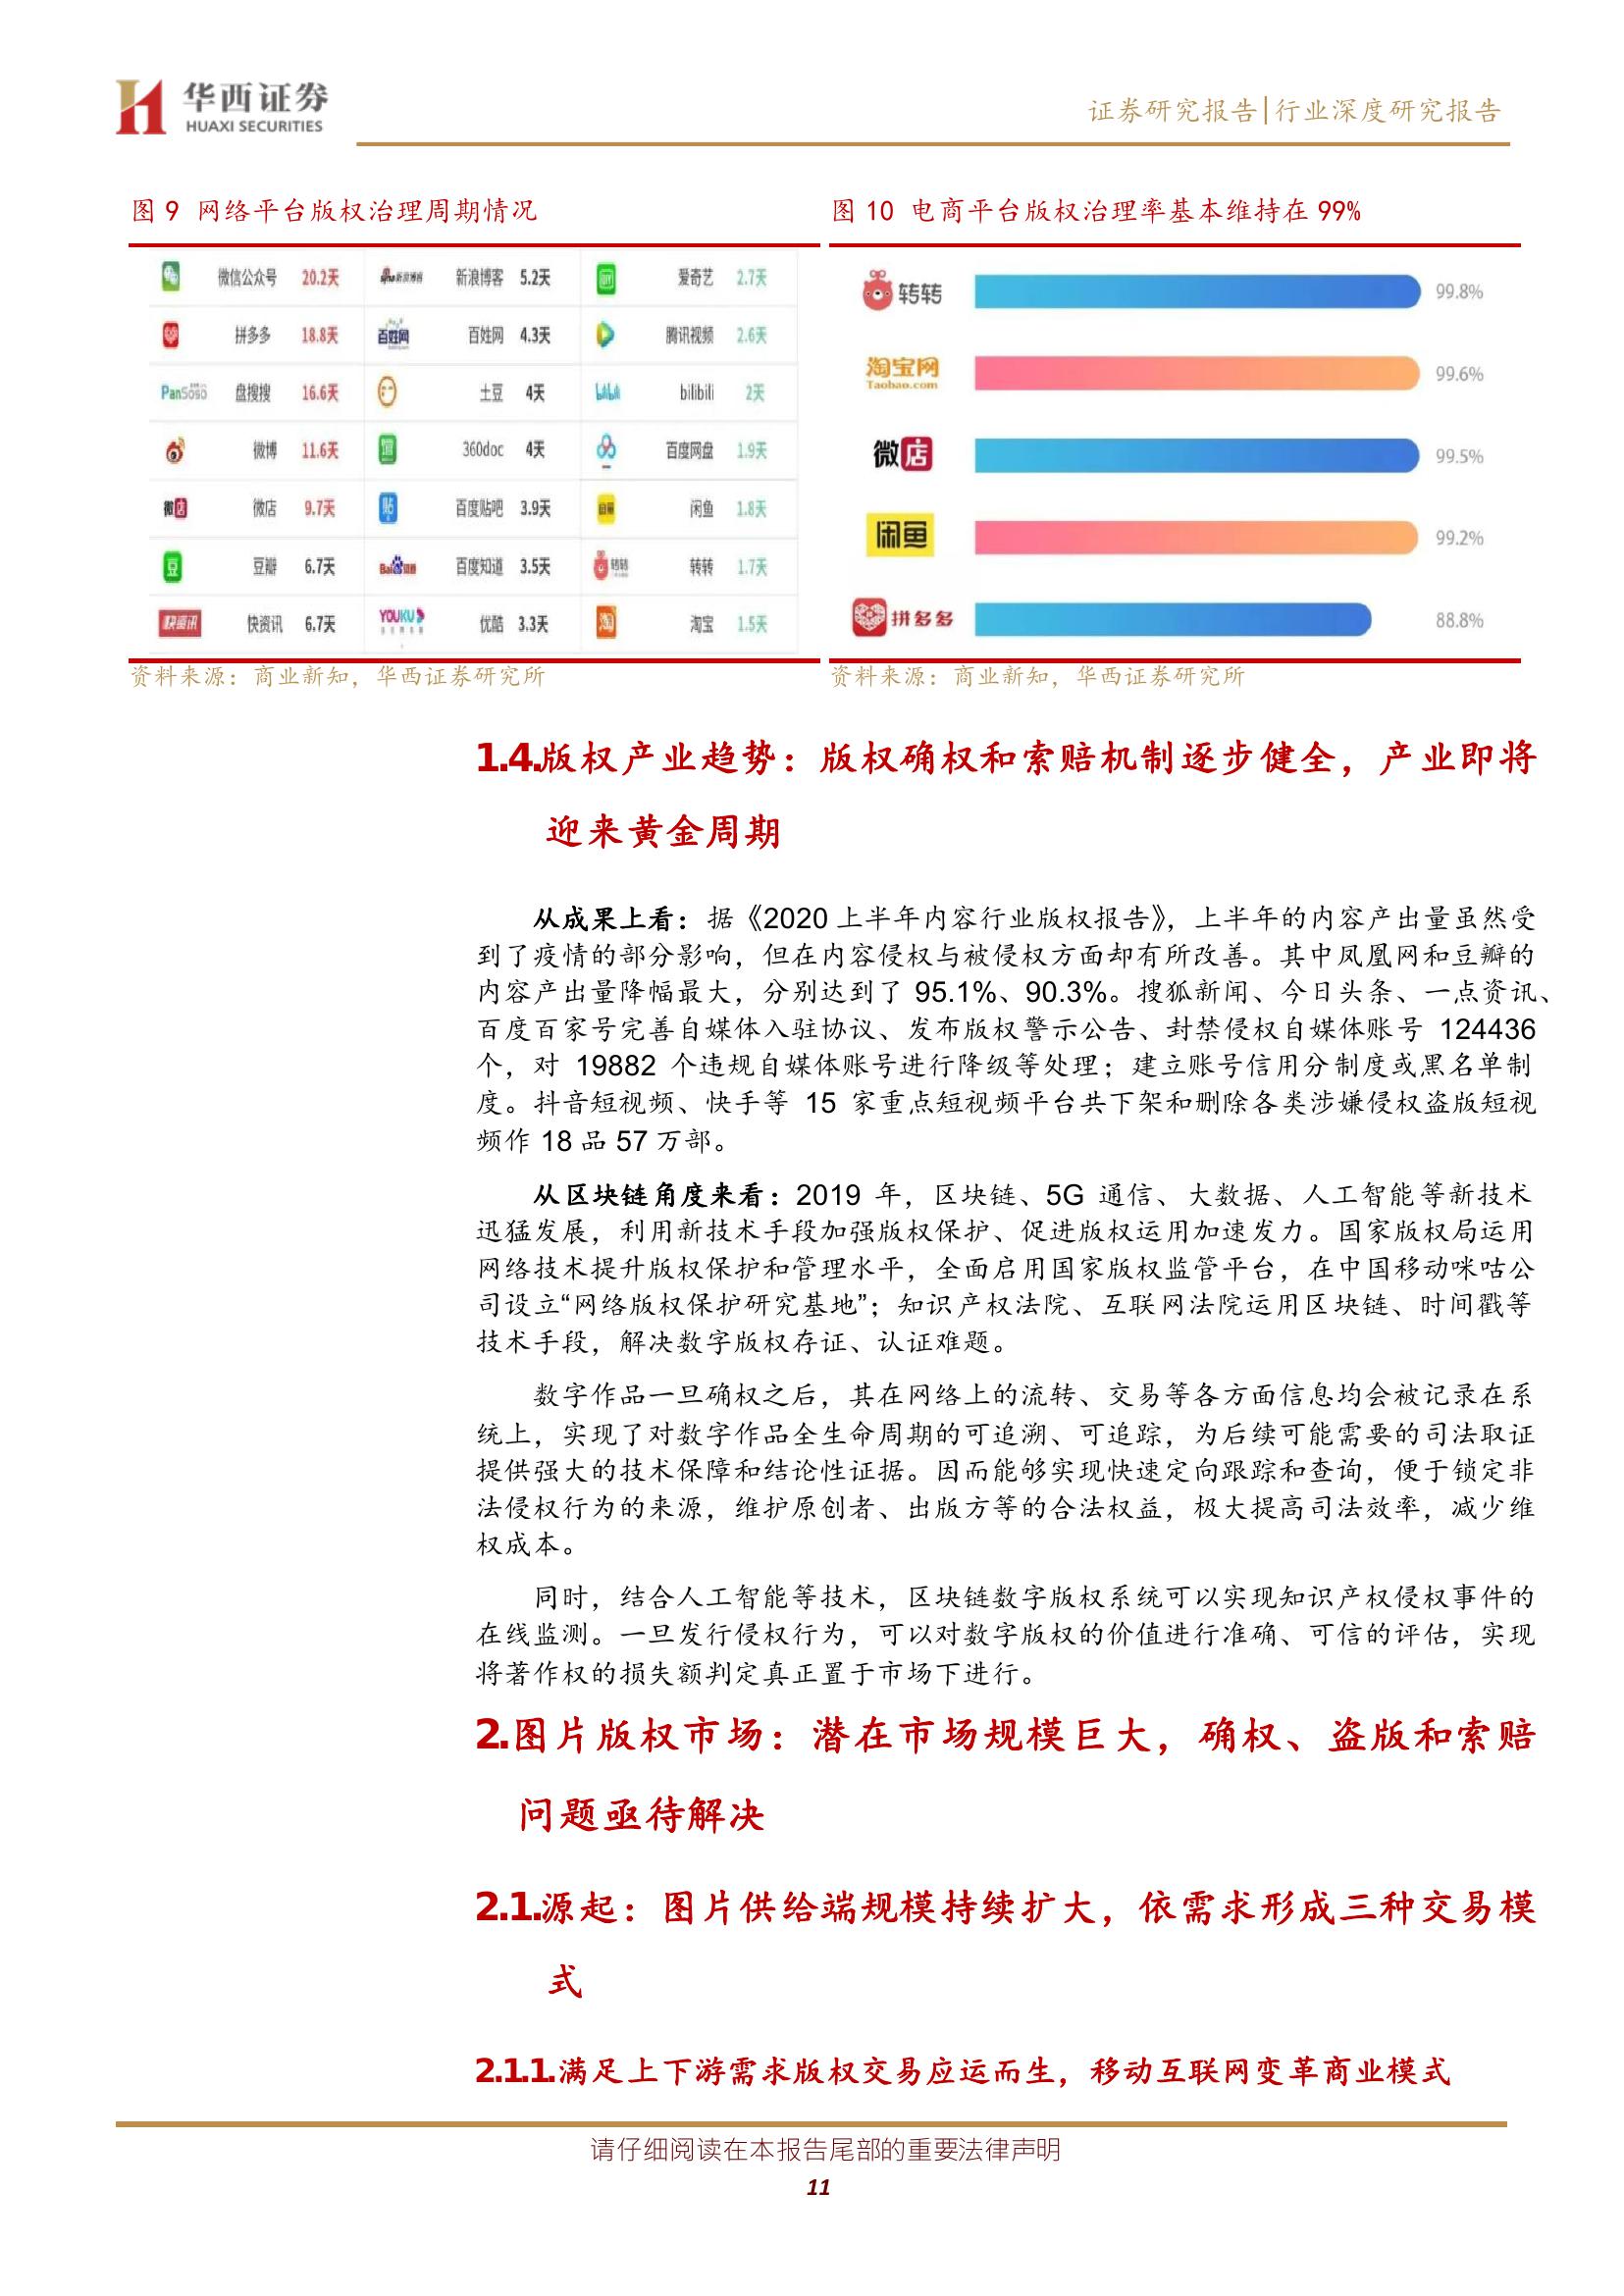 华西证券
HUAXI SECURITIES
证券研究报告|行业深度研究报告
图 9 网络平台版权治理周期情况
微信公众号 20.2天 新浪博客 5.2天 爱奇艺 2.7天
拼多多 18.8天 百姓网 百姓网 4.3天 腾讯视频 2.6天
PanSoso 盘搜搜 16.6天 土豆 4天 bilibili bilibili 2天
微博 11.6天 360doc 4天 百度网盘 1.9天
微店 微店 9.7天 贴 百度贴吧 3.9天 闲鱼 1.8天
豆 豆瓣 6.7天 百度知道 3.5天 转转 转转 1.7天
快资讯 快资讯 6.7天 YOUKU 优酷 3.3天 淘 淘宝 1.5天
资料来源：商业新知，华西证券研究所
图 10 电商平台版权治理率基本维持在 99%
转转 99.8%
淘宝网 Taobao.com 99.6%
微店 99.5%
闲鱼 99.2%
拼多多 88.8%
资料来源：商业新知，华西证券研究所
1.4.版权产业趋势：版权确权和索赔机制逐步健全，产业即将
迎来黄金周期
从成果上看：据《2020 上半年内容行业版权报告》，上半年的内容产出量虽然受
到了疫情的部分影响，但在内容侵权与被侵权方面却有所改善。其中凤凰网和豆瓣的
内容产出量降幅最大，分别达到了 95.1%、90.3%。搜狐新闻、今日头条、一点资讯、
百度百家号完善自媒体入驻协议、发布版权警示公告、封禁侵权自媒体账号 124436
个，对 19882 个违规自媒体账号进行降级等处理；建立账号信用分制度或黑名单制
度。抖音短视频、快手等 15 家重点短视频平台共下架和删除各类涉嫌侵权盗版短视
频作 18 品 57 万部。
从区块链角度来看：2019 年，区块链、5G 通信、大数据、人工智能等新技术
迅猛发展，利用新技术手段加强版权保护、促进版权运用加速发力。国家版权局运用
网络技术提升版权保护和管理水平，全面启用国家版权监管平台，在中国移动咪咕公
司设立“网络版权保护研究基地”；知识产权法院、互联网法院运用区块链、时间戳等
技术手段，解决数字版权存证、认证难题。
数字作品一旦确权之后，其在网络上的流转、交易等各方面信息均会被记录在系
统上，实现了对数字作品全生命周期的可追溯、可追踪，为后续可能需要的司法取证
提供强大的技术保障和结论性证据。因而能够实现快速定向跟踪和查询，便于锁定非
法侵权行为的来源，维护原创者、出版方等的合法权益，极大提高司法效率，减少维
权成本。
同时，结合人工智能等技术，区块链数字版权系统可以实现知识产权侵权事件的
在线监测。一旦发行侵权行为，可以对数字版权的价值进行准确、可信的评估，实现
将著作权的损失额判定真正置于市场下进行。
2.图片版权市场：潜在市场规模巨大，确权、盗版和索赔
问题亟待解决
2.1.源起：图片供给端规模持续扩大，依需求形成三种交易模
式
2.1.1.满足上下游需求版权交易应运而生，移动互联网变革商业模式
请仔细阅读在本报告尾部的重要法律声明
11